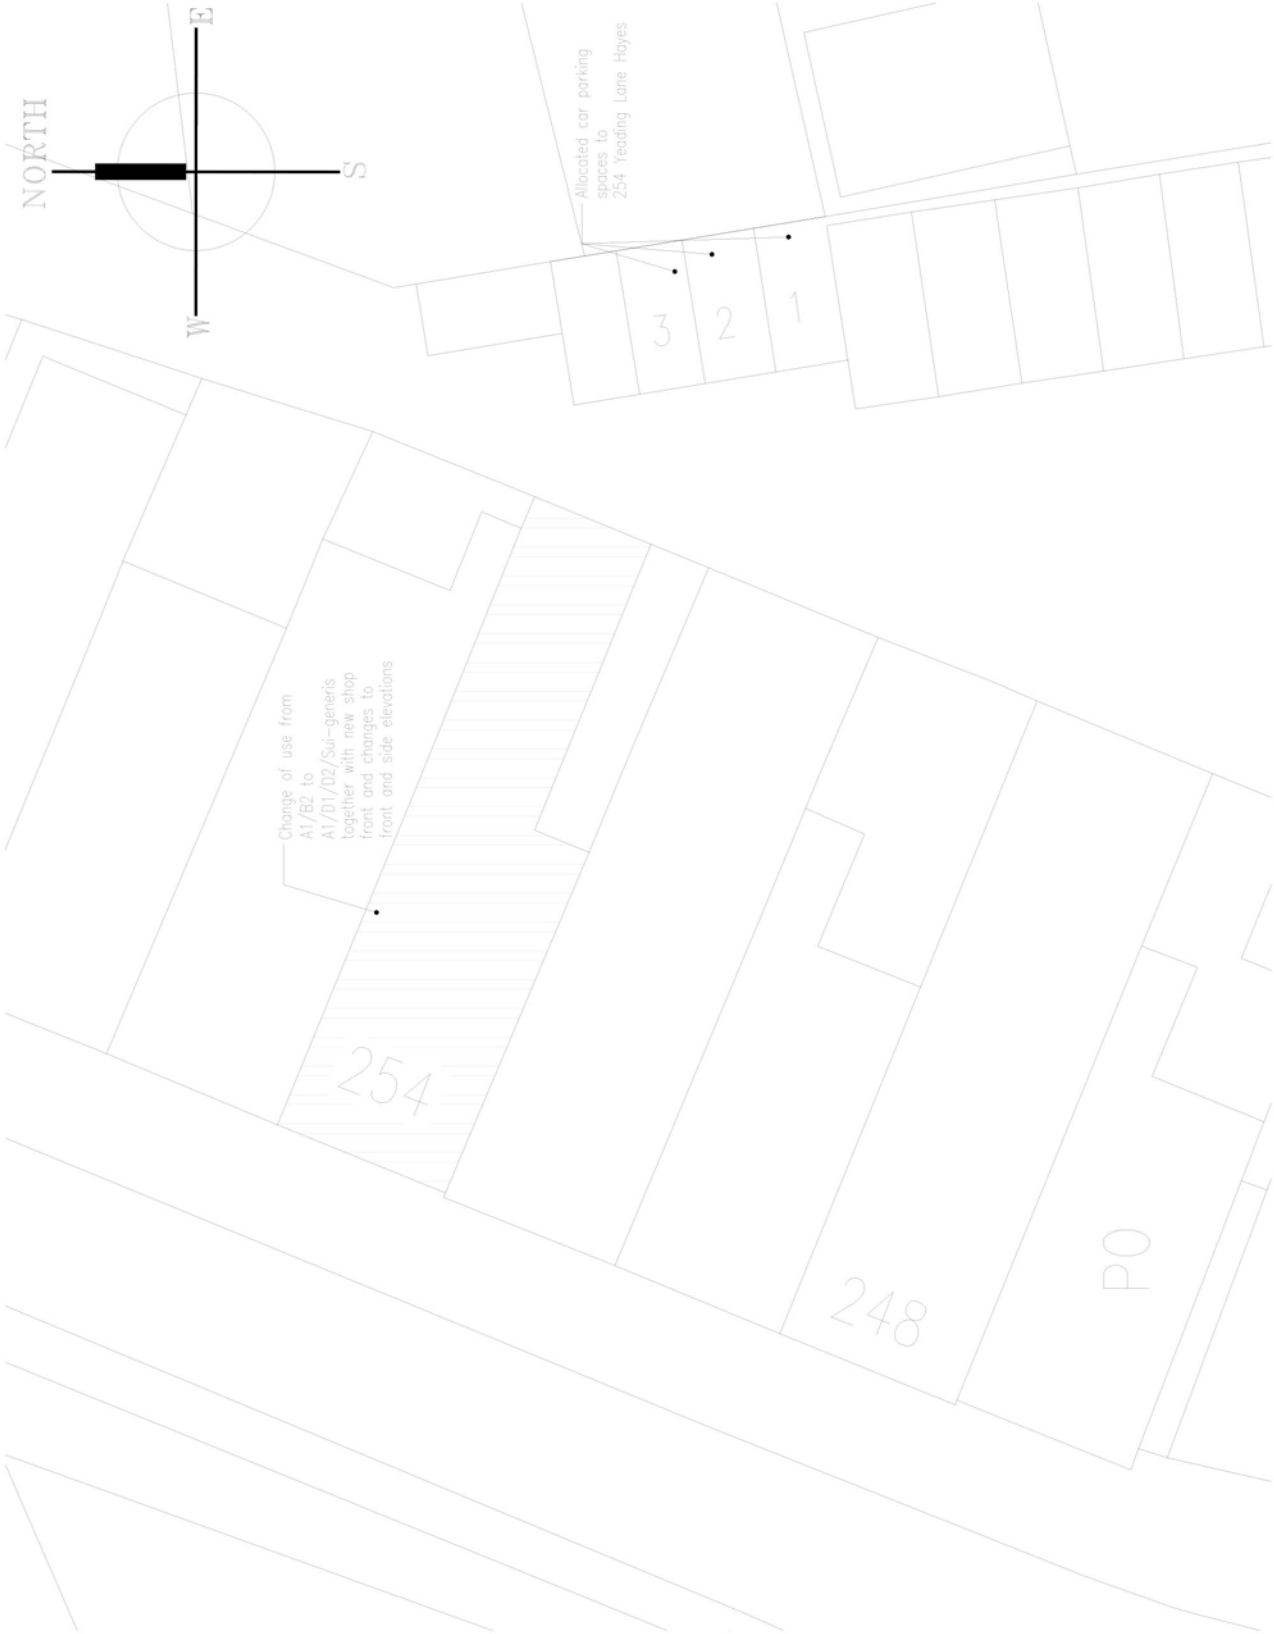 NORTH
E
W
S
Allocated car parking
spaces to
254 Yeading Lane Hayes
3
2
1
Change of use from
A1/B2 to
A1/D1/D2/Sui-generis
together with new shop
front and changes to
front and side elevations
254
248
PO